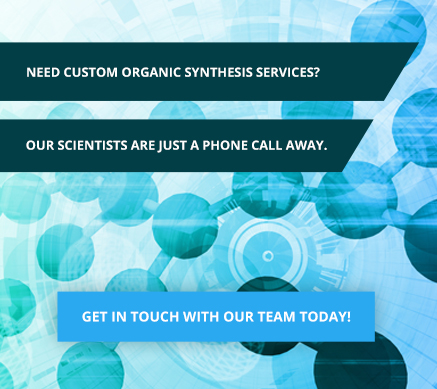 NEED CUSTOM ORGANIC SYNTHESIS SERVICES?
OUR SCIENTISTS ARE JUST A PHONE CALL AWAY.
GET IN TOUCH WITH OUR TEAM TODAY!